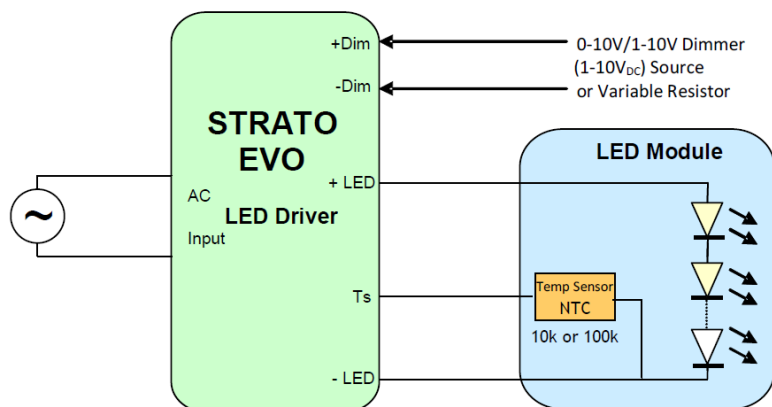 +Dim
0-10V/1-10V Dimmer
(1-10VDC) Source
or Variable Resistor
-Dim
STRATO
EVO
LED Driver
AC
Input
+ LED
Ts
- LED
LED Module
Temp Sensor
NTC
10k or 100k
~